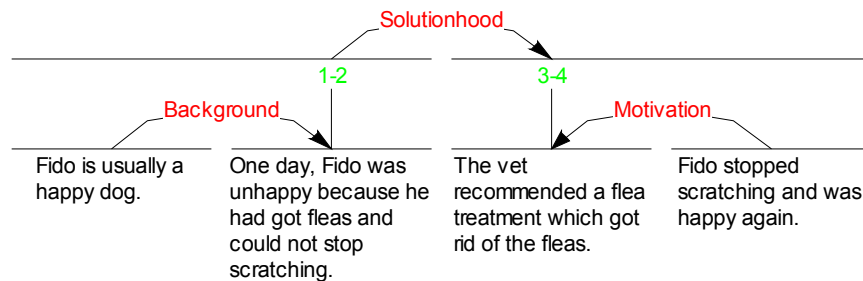 Solutionhood
1-2
3-4
Background
Motivation
Fido is usually a
happy dog.
One day, Fido was
unhappy because he
had got fleas and
could not stop
scratching.
The vet
recommended a flea
treatment which got
rid of the fleas.
Fido stopped
scratching and was
happy again.